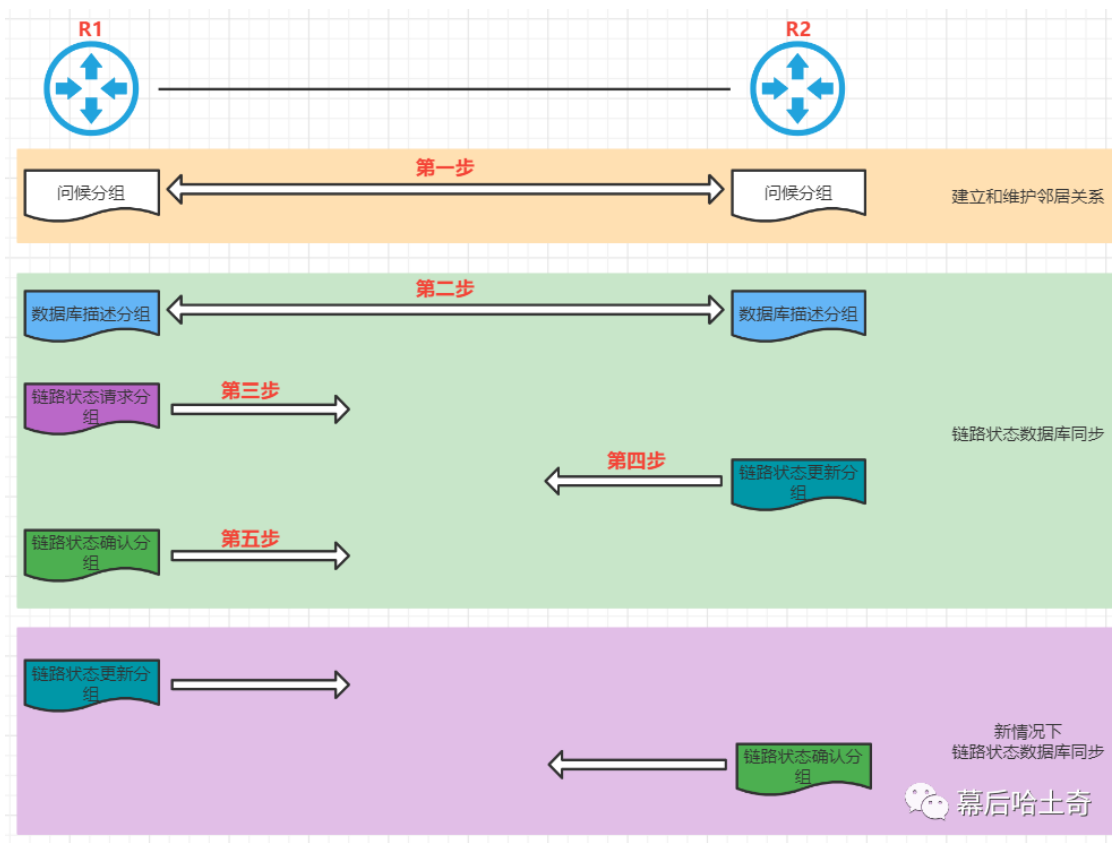 R1
R2
第一步
问候分组
问候分组
建立和维护邻居关系
第二步
数据库描述分组
数据库描述分组
链路状态请求分
组
第三步
链路状态数据库同步
第四步
链路状态更新分
组
链路状态确认分
组
第五步
链路状态更新分
组
新情况下
链路状态数据库同步
链路状态确认分
组
幕后哈士奇